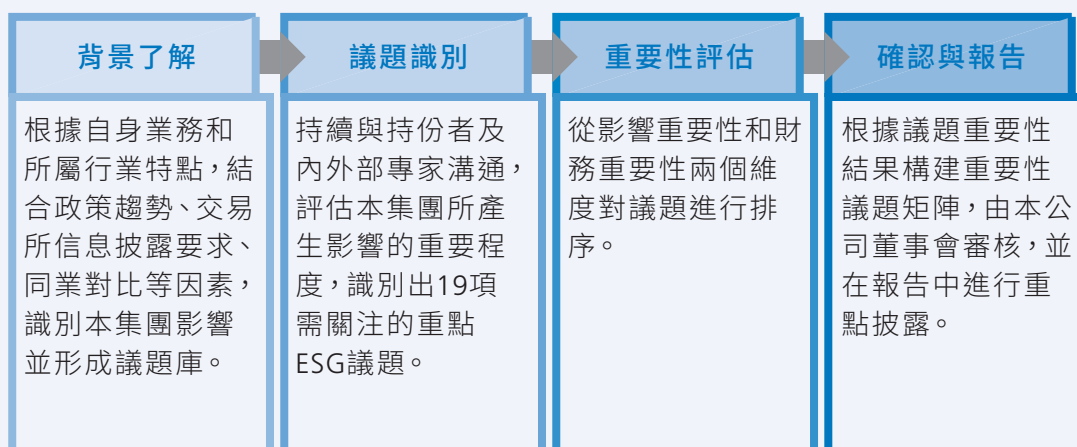 背景了解
根據自身業務和
所屬行業特點，結
合政策趨勢、交易
所信息披露要求、
同業對比等因素，
識別本集團影響
並形成議題庫。
議題識別
持續與持份者及
內外部專家溝通，
評估本集團所產
生影響的重要程
度，識別出19項
需關注的重點
ESG議題。
重要性評估
從影響重要性和財
務重要性兩個維
度對議題進行排
序。
確認與報告
根據議題重要性
結果構建重要性
議題矩陣，由本公
司董事會審核，並
在報告中進行重
點披露。